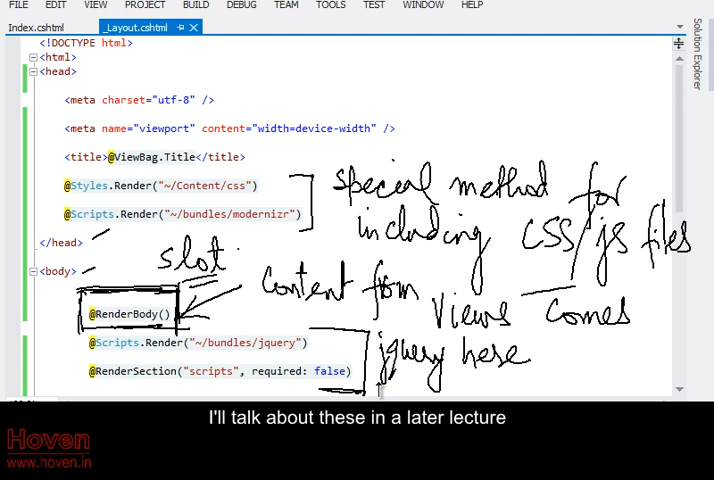 FILE EDIT VIEW PROJECT BUILD DEBUG TEAM TOOLS TEST WINDOW HELP
Index.cshtml _Layout.cshtml
<!DOCTYPE html>
<html>
<head>
<meta charset="utf-8" />
<meta name="viewport" content="width=device-width" />
<title>@ViewBag.Title</title>
@Styles.Render("~/Content/css")
@Scripts.Render("~/bundles/modernizr")
special method for
including CSS/js files
</head>
slot
<body>
content from
views comes
here
@RenderBody()
@Scripts.Render("~/bundles/jquery")
jquery
@RenderSection("scripts", required: false)
Solution Explorer
I'll talk about these in a later lecture
Hoven
www.hoven.in